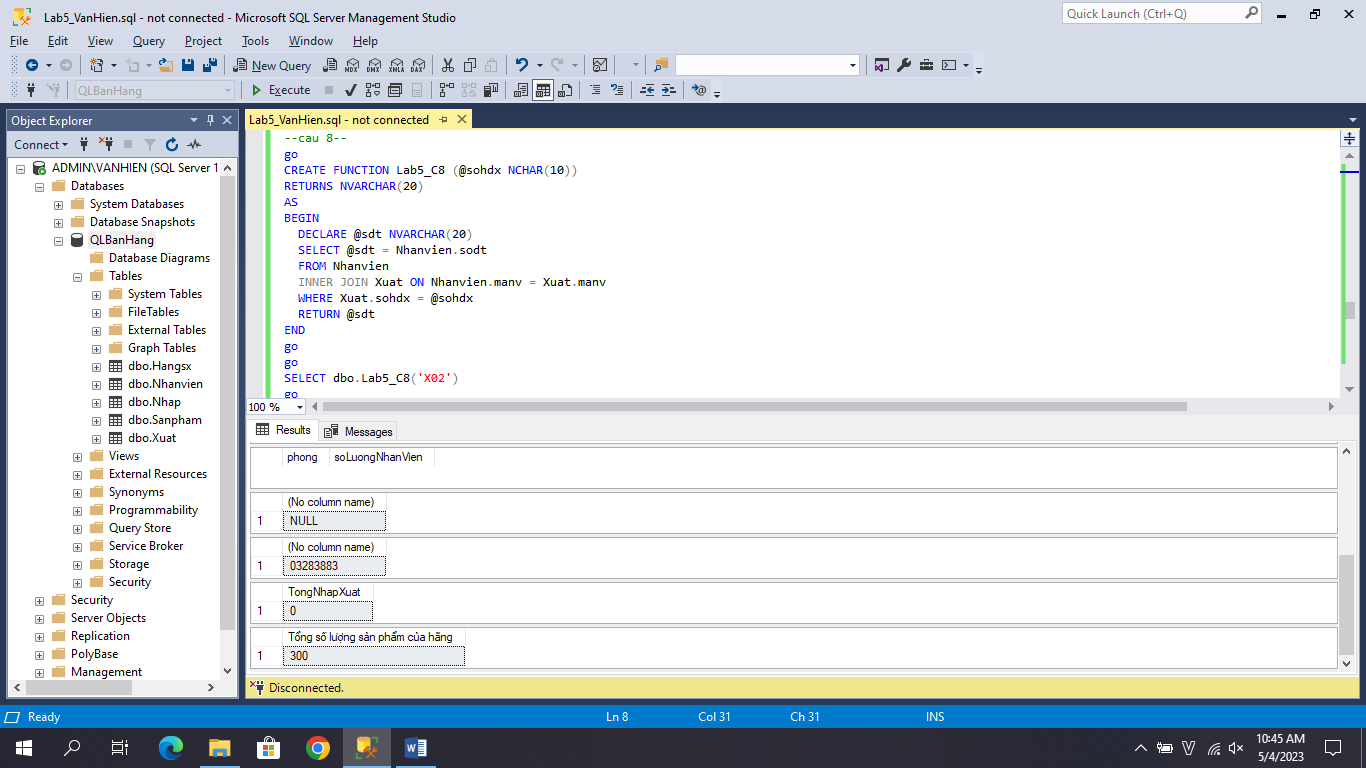 Lab5_VanHien.sql - not connected - Microsoft SQL Server Management Studio
Quick Launch (Ctrl+Q)
File Edit View Query Project Tools Window Help
New Query MDX DMX XMLA DAX
QLBanHang Execute
Object Explorer
Connect
ADMIN\VANHIEN (SQL Server 1
Databases
System Databases
Database Snapshots
QLBanHang
Database Diagrams
Tables
System Tables
FileTables
External Tables
Graph Tables
dbo.Hangsx
dbo.Nhanvien
dbo.Nhap
dbo.Sanpham
dbo.Xuat
Views
External Resources
Synonyms
Programmability
Query Store
Service Broker
Storage
Security
Security
Server Objects
Replication
PolyBase
Management
Lab5_VanHien.sql - not connected
--cau 8--
go
CREATE FUNCTION Lab5_C8 (@sohdx NCHAR(10))
RETURNS NVARCHAR(20)
AS
BEGIN
DECLARE @sdt NVARCHAR(20)
SELECT @sdt = Nhanvien.sodt
FROM Nhanvien
INNER JOIN Xuat ON Nhanvien.manv = Xuat.manv
WHERE Xuat.sohdx = @sohdx
RETURN @sdt
END
go
go
SELECT dbo.Lab5_C8('X02')
go
100 %
Results Messages
phong soLuongNhanVien
(No column name)
1 NULL
(No column name)
1 03283883
TongNhapXuat
1 0
Tổng số lượng sản phẩm của hãng
1 300
Disconnected.
Ready Ln 8 Col 31 Ch 31 INS
10:45 AM
5/4/2023